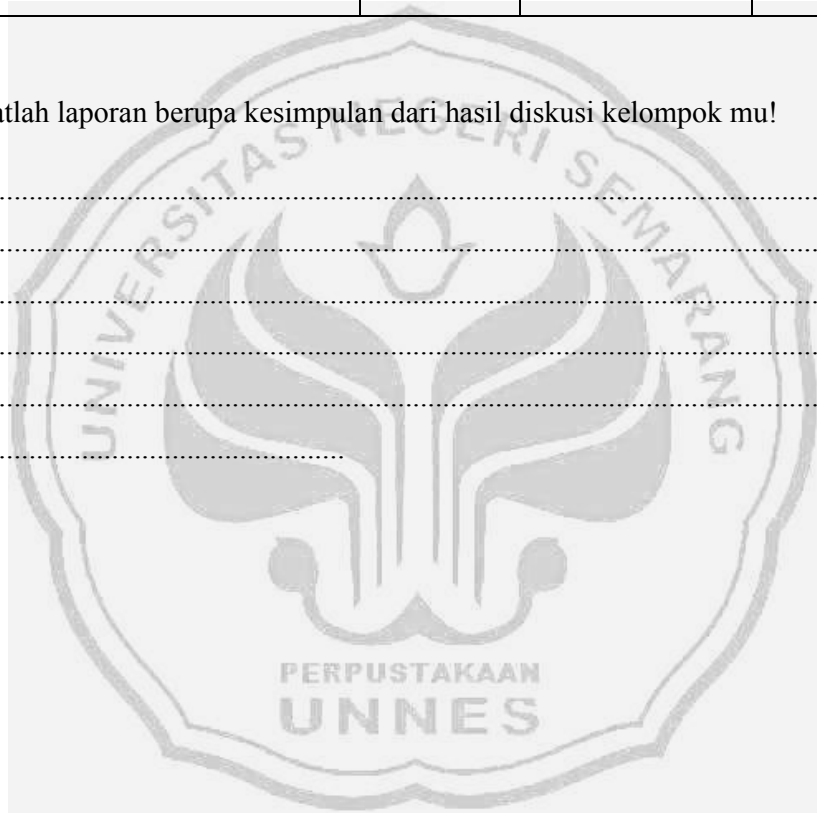 atlah laporan berupa kesimpulan dari hasil diskusi kelompok mu!
................................................................................
................................................................................
................................................................................
................................................................................
................................................................................
..................................
UNIVERSITAS NEGERI SEMARANG
PERPUSTAKAAN
UNNES